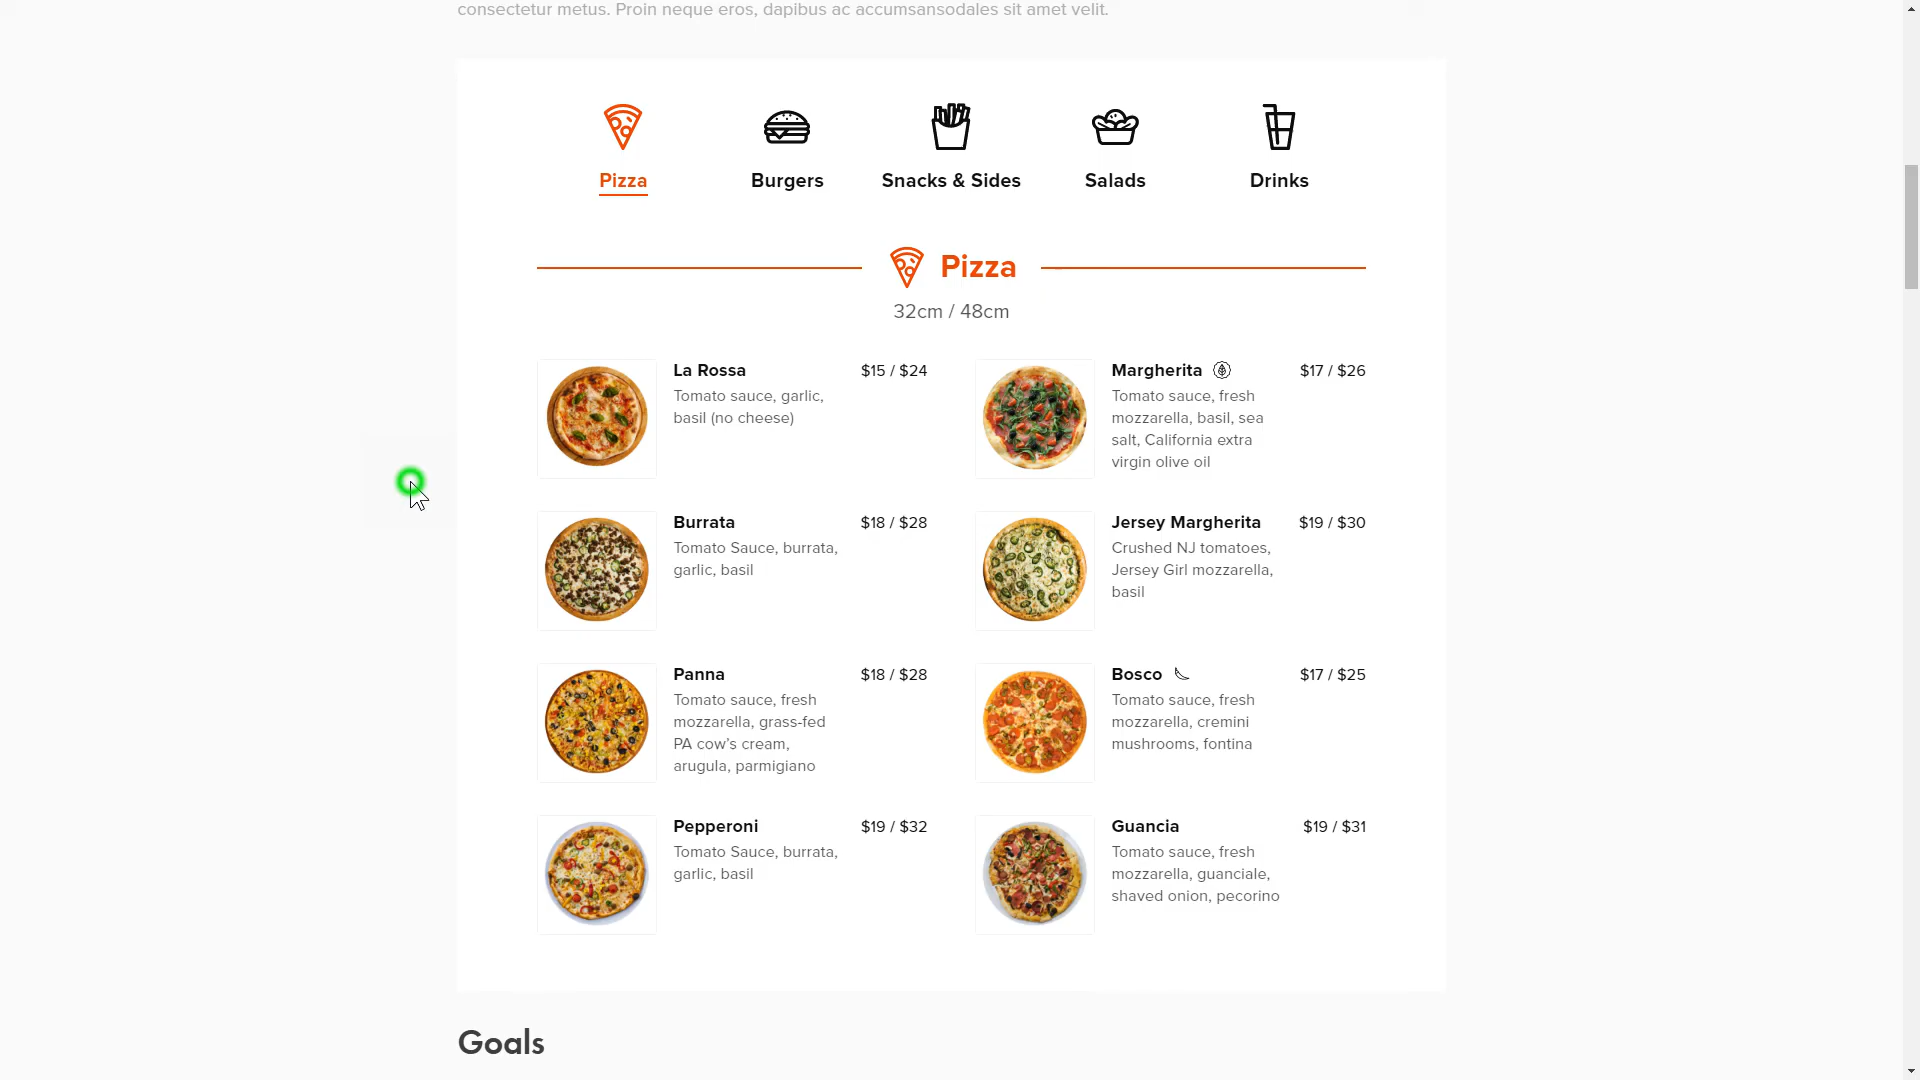 consectetur metus. Proin neque eros, dapibus ac accumsansodales sit amet velit.
Pizza
Burgers
Snacks & Sides
Salads
Drinks
Pizza
32cm / 48cm
La Rossa
$15 / $24
Tomato sauce, garlic,
basil (no cheese)
Margherita
$17 / $26
Tomato sauce, fresh
mozzarella, basil, sea
salt, California extra
virgin olive oil
Burrata
$18 / $28
Tomato Sauce, burrata,
garlic, basil
Jersey Margherita
$19 / $30
Crushed NJ tomatoes,
Jersey Girl mozzarella,
basil
Panna
$18 / $28
Tomato sauce, fresh
mozzarella, grass-fed
PA cow’s cream,
arugula, parmigiano
Bosco
$17 / $25
Tomato sauce, fresh
mozzarella, cremini
mushrooms, fontina
Pepperoni
$19 / $32
Tomato Sauce, burrata,
garlic, basil
Guancia
$19 / $31
Tomato sauce, fresh
mozzarella, guanciale,
shaved onion, pecorino
Goals